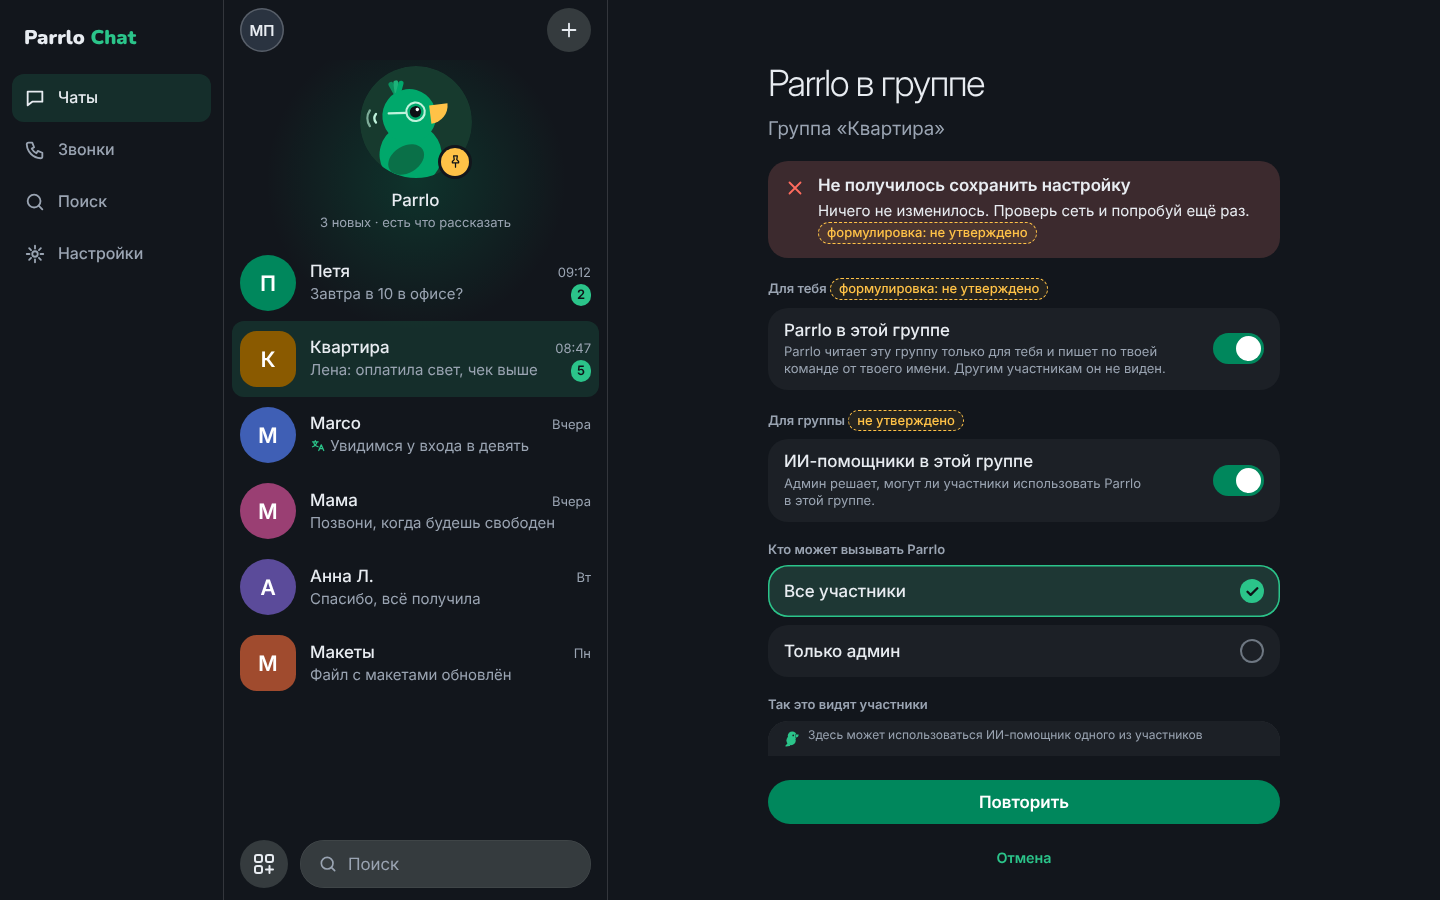 Parrlo Chat
Чаты
Звонки
Поиск
Настройки
МП
Parrlo
3 новых · есть что рассказать
П
Петя
09:12
Завтра в 10 в офисе?
2
К
Квартира
08:47
Лена: оплатила свет, чек выше
5
M
Marco
Вчера
Увидимся у входа в девять
М
Мама
Вчера
Позвони, когда будешь свободен
А
Анна Л.
Вт
Спасибо, всё получила
М
Макеты
Пн
Файл с макетами обновлён
Поиск
Parrlo в группе
Группа «Квартира»
Не получилось сохранить настройку
Ничего не изменилось. Проверь сеть и попробуй ещё раз.
формулировка: не утверждено
Для тебя формулировка: не утверждено
Parrlo в этой группе
Parrlo читает эту группу только для тебя и пишет по твоей
команде от твоего имени. Другим участникам он не виден.
Для группы не утверждено
ИИ-помощники в этой группе
Админ решает, могут ли участники использовать Parrlo
в этой группе.
Кто может вызывать Parrlo
Все участники
Только админ
Так это видят участники
Здесь может использоваться ИИ-помощник одного из участников
Повторить
Отмена